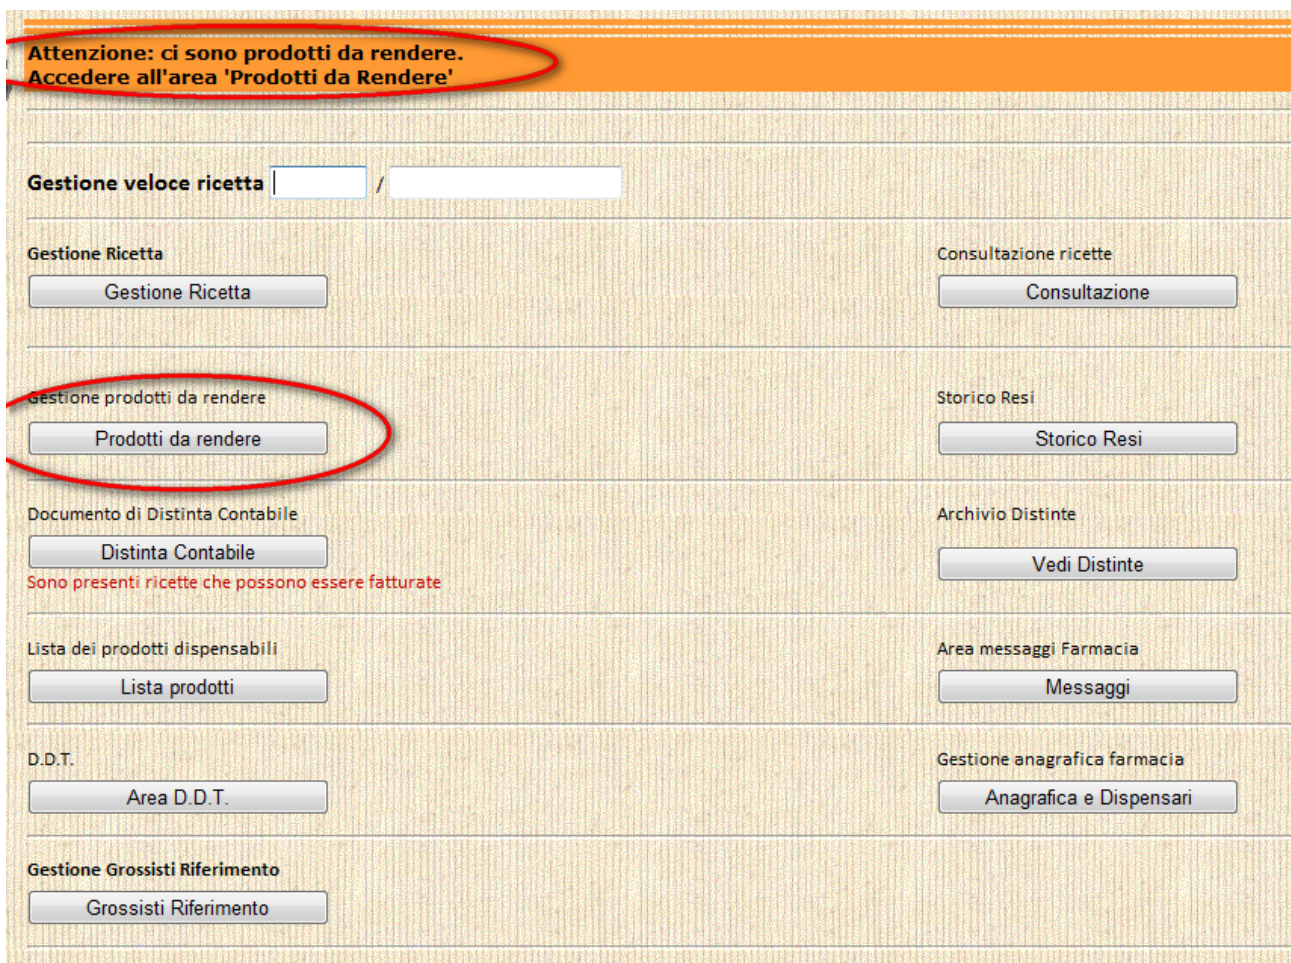 Attenzione: ci sono prodotti da rendere.
Accedere all'area 'Prodotti da Rendere'
Gestione veloce ricetta /
Gestione Ricetta
Consultazione ricette
Gestione Ricetta
Consultazione
Gestione prodotti da rendere
Storico Resi
Prodotti da rendere
Storico Resi
Documento di Distinta Contabile
Archivio Distinte
Distinta Contabile
Vedi Distinte
Sono presenti ricette che possono essere fatturate
Lista dei prodotti dispensabili
Area messaggi Farmacia
Lista prodotti
Messaggi
D.D.T.
Gestione anagrafica farmacia
Area D.D.T.
Anagrafica e Dispensari
Gestione Grossisti Riferimento
Grossisti Riferimento